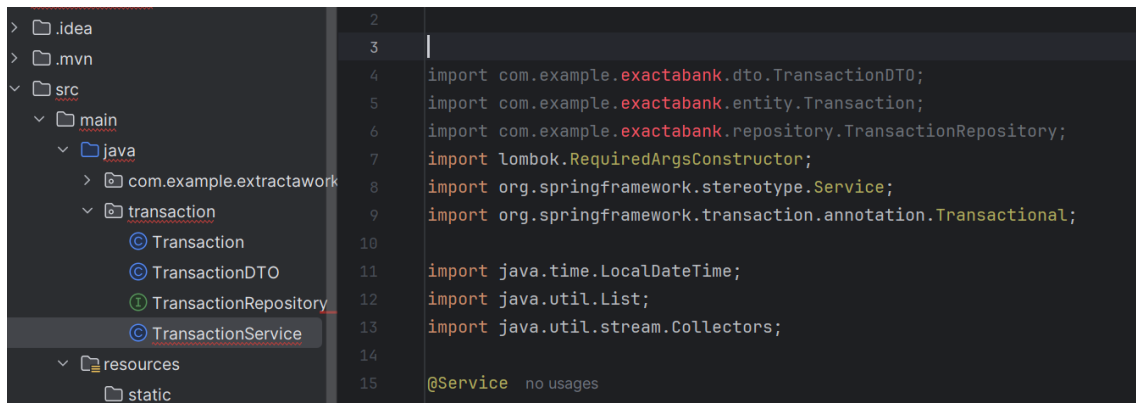 .idea
.mvn
src
main
java
com.example.extractawork
transaction
Transaction
TransactionDTO
TransactionRepository
TransactionService
resources
static
2
3
4 import com.example.exactabank.dto.TransactionDTO;
5 import com.example.exactabank.entity.Transaction;
6 import com.example.exactabank.repository.TransactionRepository;
7 import lombok.RequiredArgsConstructor;
8 import org.springframework.stereotype.Service;
9 import org.springframework.transaction.annotation.Transactional;
10
11 import java.time.LocalDateTime;
12 import java.util.List;
13 import java.util.stream.Collectors;
14
15 @Service no usages